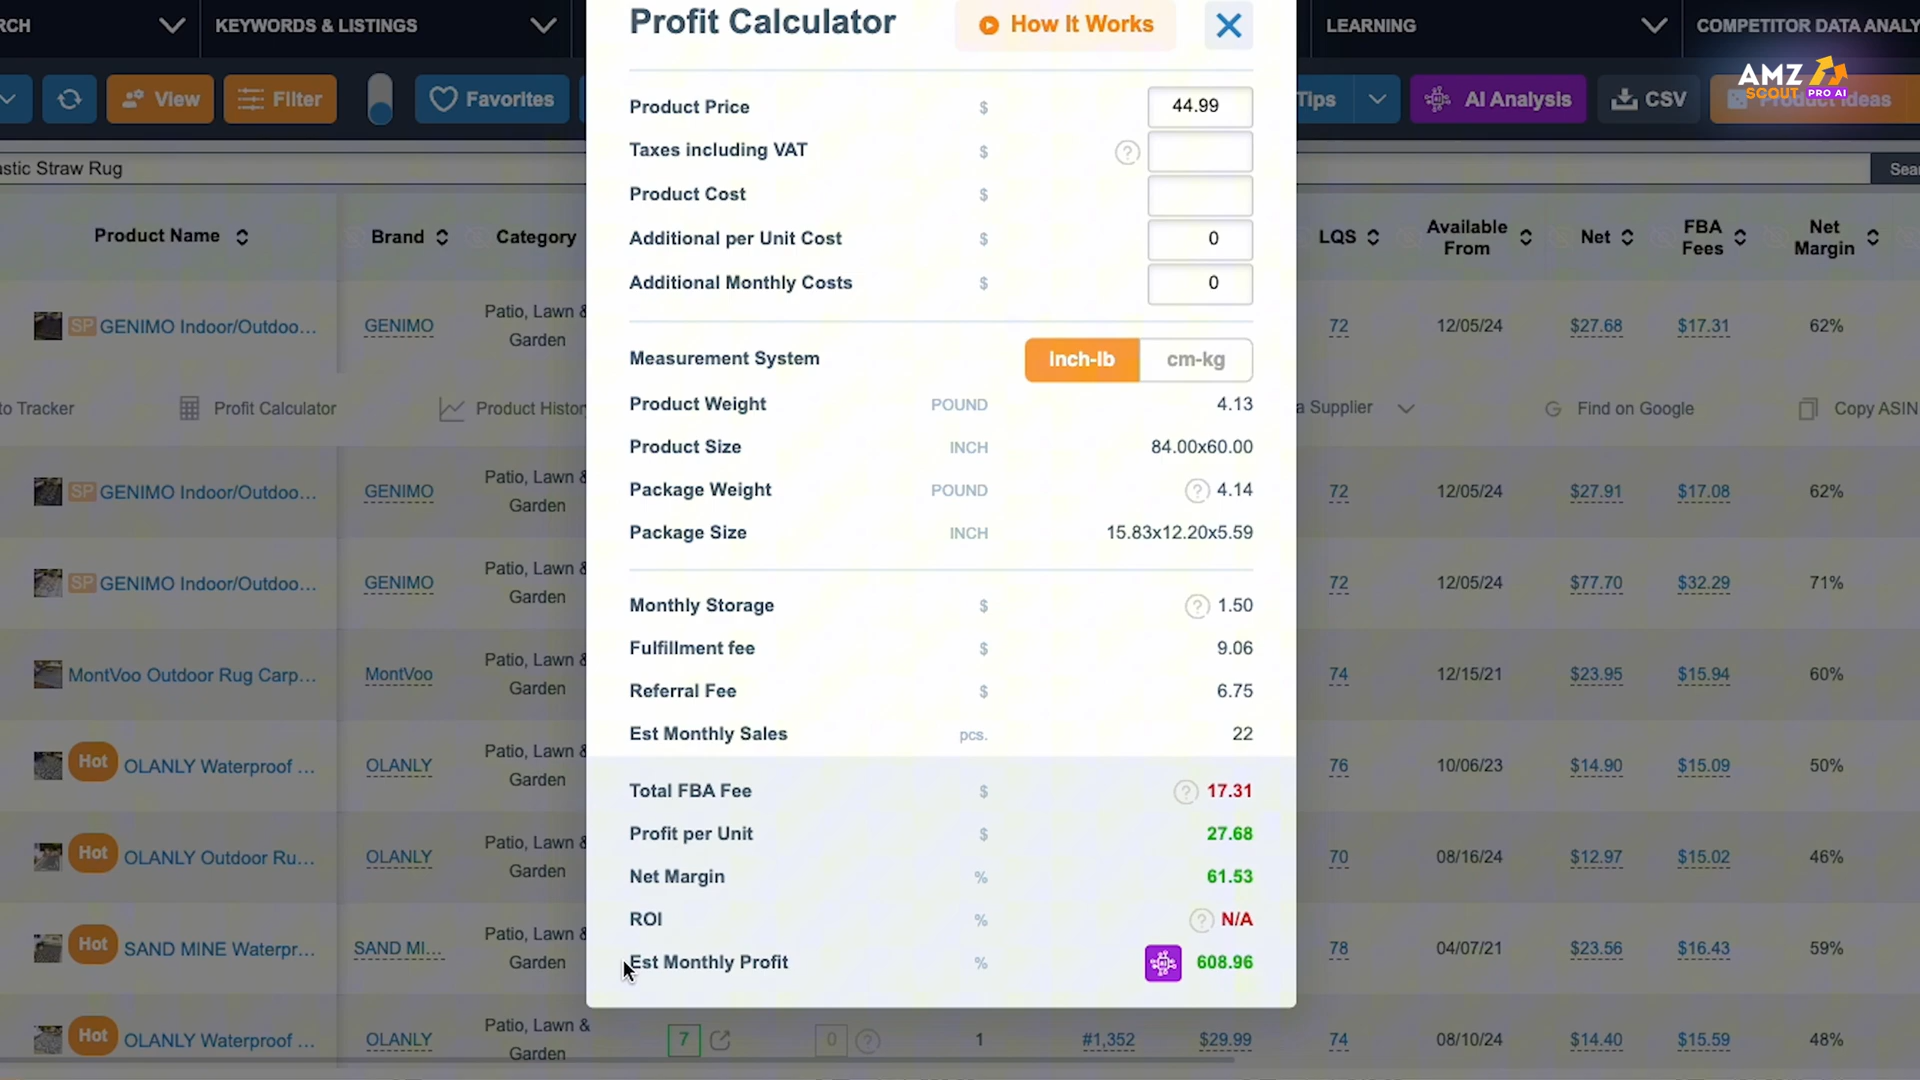 RCH
KEYWORDS & LISTINGS
LEARNING
COMPETITOR DATA ANALY
Profit Calculator
How It Works
View
Filter
Favorites
Tips
AI Analysis
CSV
Product Ideas
AMZ
SCOUT PRO AI
astic Straw Rug
Sear
Product Name
Brand
Category
LQS
Available From
Net
FBA Fees
Net Margin
Product Price $ 44.99
Taxes including VAT $ ?
Product Cost $
Additional per Unit Cost $ 0
Additional Monthly Costs $ 0
Measurement System Inch-lb cm-kg
Product Weight POUND 4.13
Product Size INCH 84.00x60.00
Package Weight POUND ? 4.14
Package Size INCH 15.83x12.20x5.59
Monthly Storage $ ? 1.50
Fulfillment fee $ 9.06
Referral Fee $ 6.75
Est Monthly Sales pcs. 22
Total FBA Fee $ ? 17.31
Profit per Unit $ 27.68
Net Margin % 61.53
ROI % ? N/A
Est Monthly Profit % AI 608.96
SP GENIMO Indoor/Outdoo... GENIMO Patio, Lawn & Garden 72 12/05/24 $27.68 $17.31 62%
to Tracker Profit Calculator Product Histor a Supplier Find on Google Copy ASIN
SP GENIMO Indoor/Outdoo... GENIMO Patio, Lawn & Garden 72 12/05/24 $27.91 $17.08 62%
SP GENIMO Indoor/Outdoo... GENIMO Patio, Lawn & Garden 72 12/05/24 $77.70 $32.29 71%
MontVoo Outdoor Rug Carp... MontVoo Patio, Lawn & Garden 74 12/15/21 $23.95 $15.94 60%
Hot OLANLY Waterproof ... OLANLY Patio, Lawn & Garden 76 10/06/23 $14.90 $15.09 50%
Hot OLANLY Outdoor Ru... OLANLY Patio, Lawn & Garden 70 08/16/24 $12.97 $15.02 46%
Hot SAND MINE Waterpr... SAND MI... Patio, Lawn & Garden 78 04/07/21 $23.56 $16.43 59%
Hot OLANLY Waterproof ... OLANLY Patio, Lawn & Garden 7 0 ? 1 #1,352 $29.99 74 08/10/24 $14.40 $15.59 48%